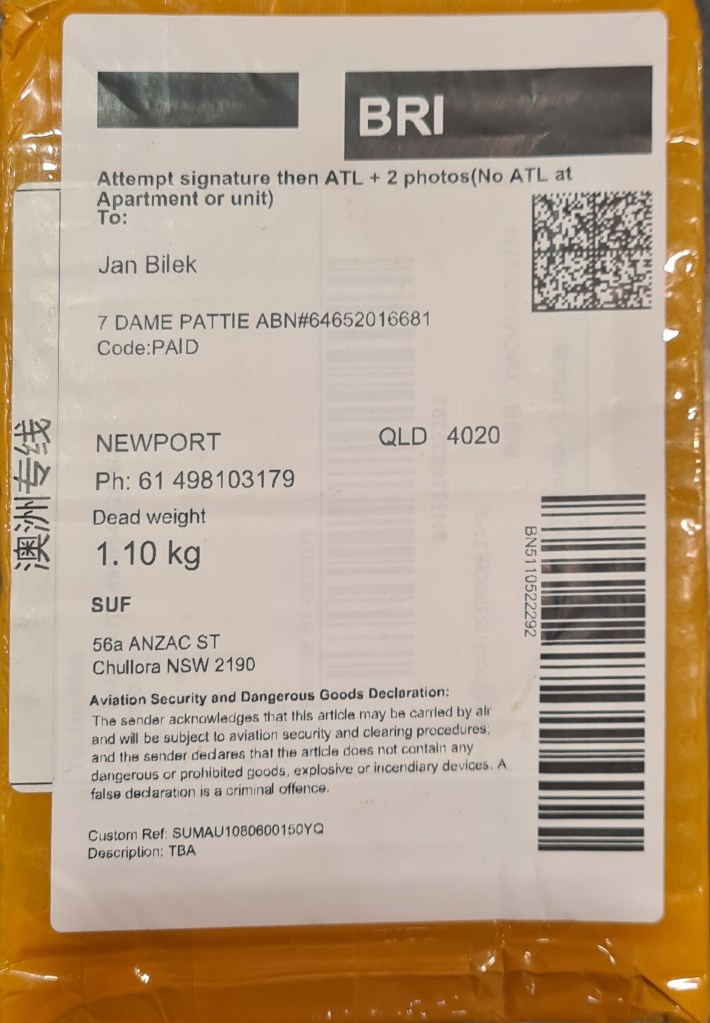 BRI
Attempt signature then ATL + 2 photos(No ATL at
Apartment or unit)
To:
Jan Bilek
7 DAME PATTIE ABN#64652016681
Code:PAID
NEWPORT QLD 4020
Ph: 61 498103179
Dead weight
1.10 kg
SUF
56a ANZAC ST
Chullora NSW 2190
Aviation Security and Dangerous Goods Declaration:
The sender acknowledges that this article may be carried by air
and will be subject to aviation security and clearing procedures;
and the sender declares that the article does not contain any
dangerous or prohibited goods, explosive or incendiary devices. A
false declaration is a criminal offence.
Custom Ref: SUMAU1080600150YQ
Description: TBA
BN5110522292
澳洲专线